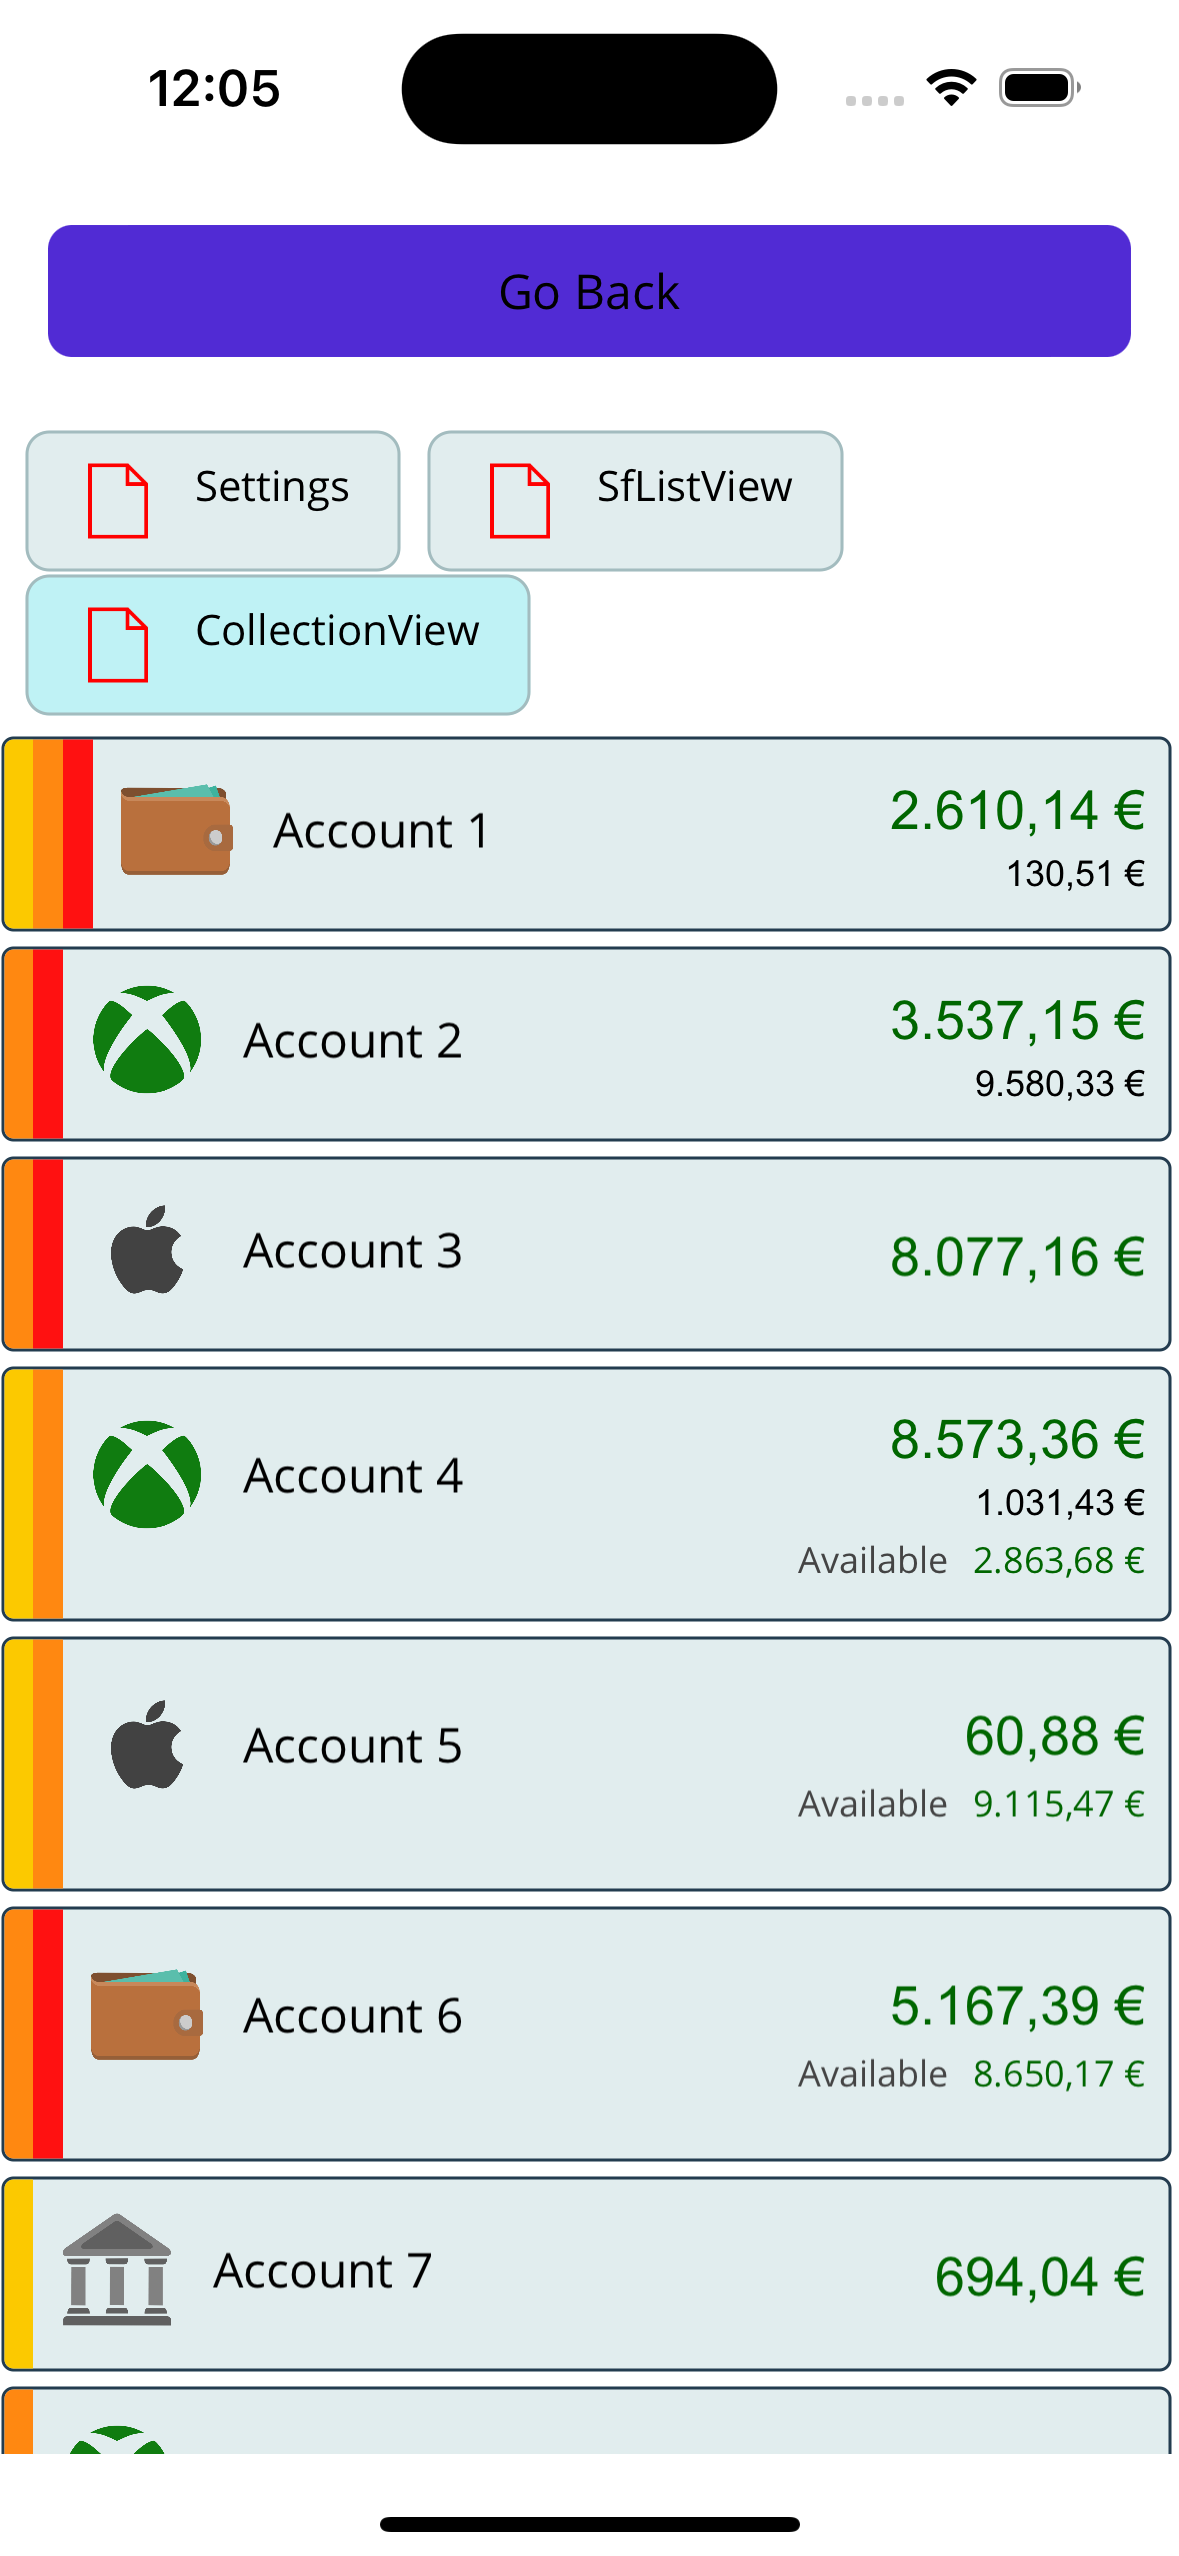 12:05
Go Back
Settings
SfListView
CollectionView
Account 1
2.610,14 €
130,51 €
Account 2
3.537,15 €
9.580,33 €
Account 3
8.077,16 €
Account 4
8.573,36 €
1.031,43 €
Available 2.863,68 €
Account 5
60,88 €
Available 9.115,47 €
Account 6
5.167,39 €
Available 8.650,17 €
Account 7
694,04 €